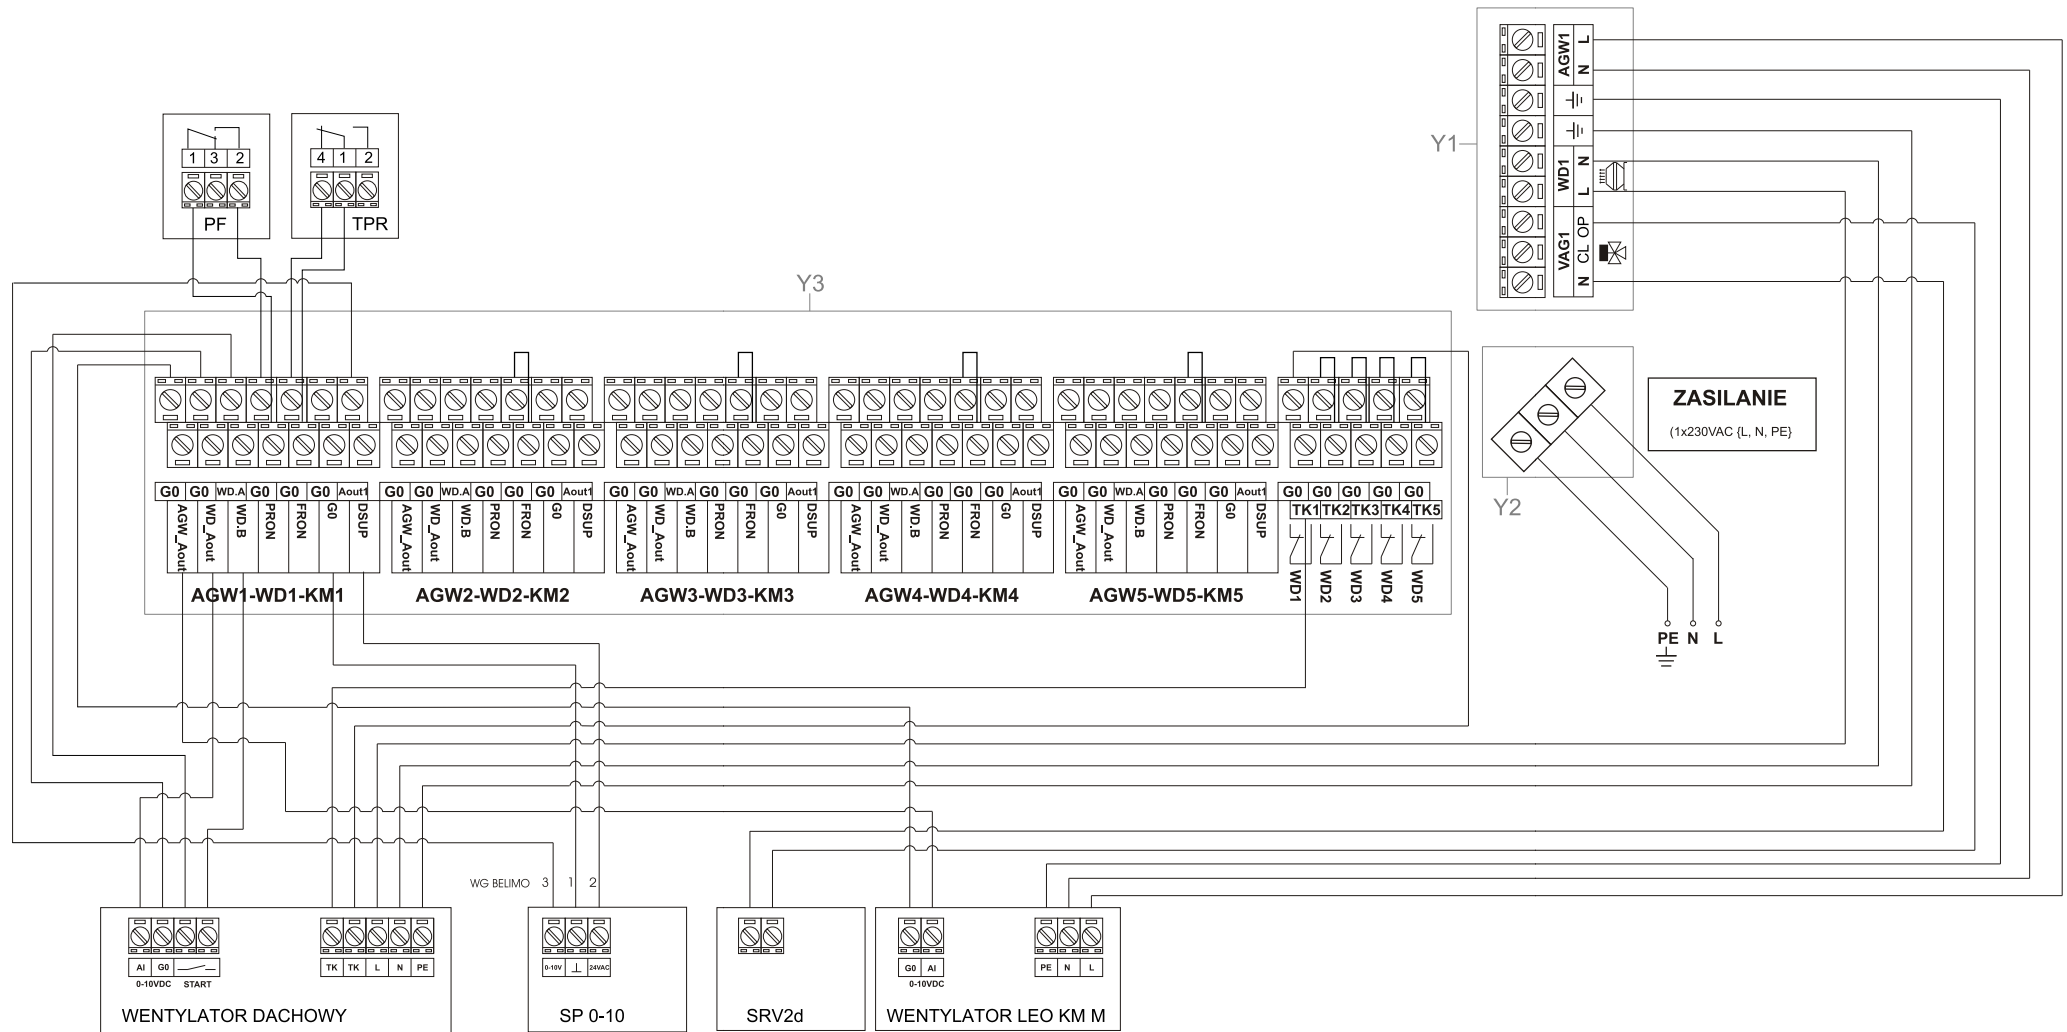 AGW1 L
N
WD1 N
L
VAG1 OP
CL
N
Y1
1 3 2
PF
4 1 2
TPR
Y3
ZASILANIE
(1x230VAC {L, N, PE}
Y2
PE N L
G0 G0 WD.A G0 G0 G0 Aout1
AGW_Aout WD_Aout WD.B PRON FRON G0 DSUP
AGW1-WD1-KM1
G0 G0 WD.A G0 G0 G0 Aout1
AGW_Aout WD_Aout WD.B PRON FRON G0 DSUP
AGW2-WD2-KM2
G0 G0 WD.A G0 G0 G0 Aout1
AGW_Aout WD_Aout WD.B PRON FRON G0 DSUP
AGW3-WD3-KM3
G0 G0 WD.A G0 G0 G0 Aout1
AGW_Aout WD_Aout WD.B PRON FRON G0 DSUP
AGW4-WD4-KM4
G0 G0 WD.A G0 G0 G0 Aout1
AGW_Aout WD_Aout WD.B PRON FRON G0 DSUP
AGW5-WD5-KM5
G0 G0 G0 G0 G0
TK1 TK2 TK3 TK4 TK5
WD1 WD2 WD3 WD4 WD5
WG BELIMO 3 1 2
AI G0
0-10VDC START
TK TK L N PE
WENTYLATOR DACHOWY
0-10V 24VAC
SP 0-10
SRV2d
G0 AI
0-10VDC
PE N L
WENTYLATOR LEO KM M